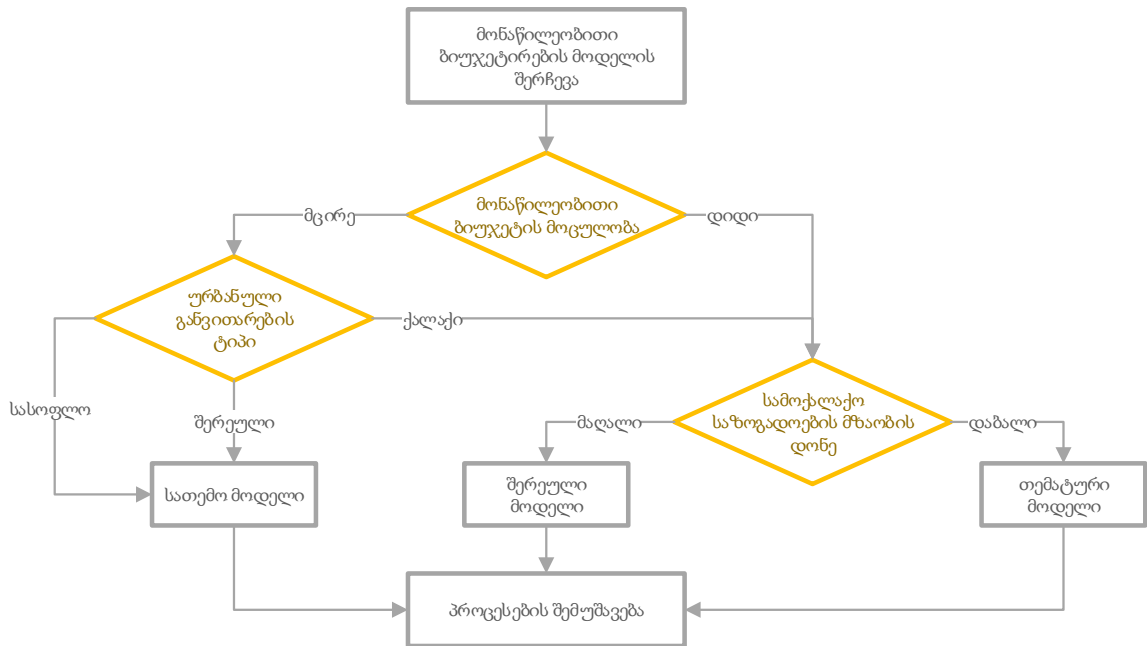 მონაწილეობითი
ბიუჯეტირების მოდელის
შერჩევა
მონაწილეობითი
ბიუჯეტის მოცულობა
მცირე
დიდი
ურბანული
განვითარების
ტიპი
ქალაქი
სასოფლო
შერეული
სამოქალაქო
საზოგადოების მზაობის
დონე
მაღალი
დაბალი
სათემო მოდელი
შერეული
მოდელი
თემატური
მოდელი
პროცესების შემუშავება